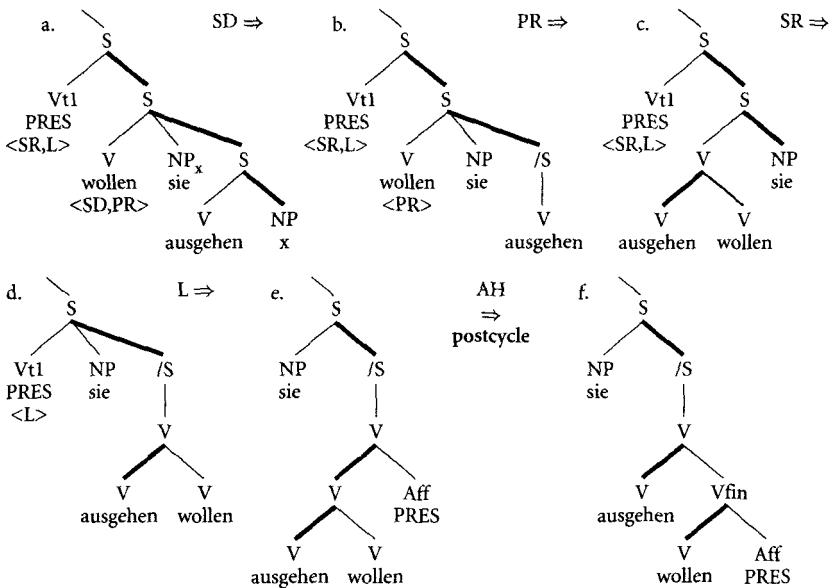 a. SD ⇒ b. PR ⇒ c. SR ⇒
S S S
Vt1 S Vt1 S Vt1 S
PRES PRES PRES
<SR,L> <SR,L> <SR,L>
V NPx S V NP /S V NP
wollen sie wollen sie sie
<SD,PR> <PR>
V NP V V V
ausgehen x ausgehen ausgehen wollen
d. L ⇒ e. AH f.
S S ⇒ S
postcycle
Vt1 NP /S NP /S NP /S
PRES sie sie sie
<L>
V V V
V V V Aff V Vfin
ausgehen wollen PRES ausgehen
V V V Aff
ausgehen wollen wollen PRES